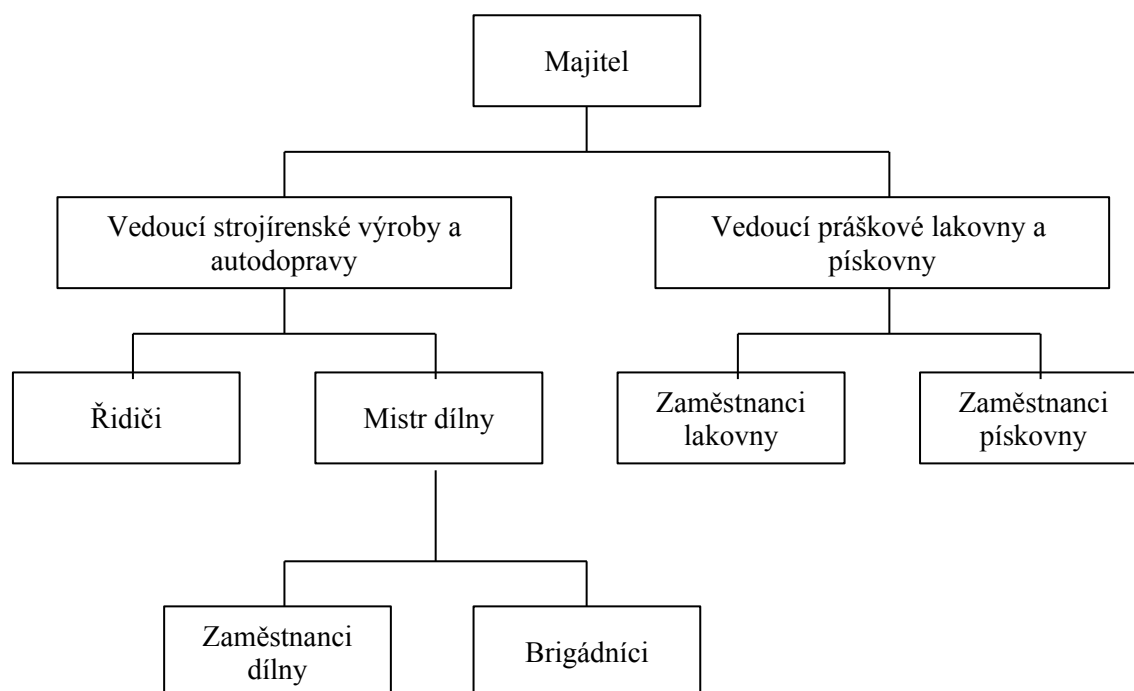 Majitel
Vedoucí strojírenské výroby a
autodopravy
Vedoucí práškové lakovny a
pískovny
Řidiči
Mistr dílny
Zaměstnanci
lakovny
Zaměstnanci
pískovny
Zaměstnanci
dílny
Brigádníci